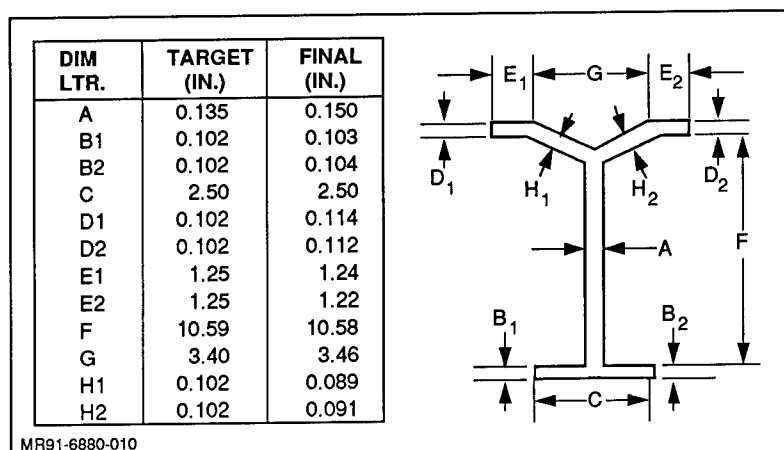 DIM LTR. TARGET (IN.) FINAL (IN.)
A 0.135 0.150
B1 0.102 0.103
B2 0.102 0.104
C 2.50 2.50
D1 0.102 0.114
D2 0.102 0.112
E1 1.25 1.24
E2 1.25 1.22
F 10.59 10.58
G 3.40 3.46
H1 0.102 0.089
H2 0.102 0.091
MR91-6880-010
E1 G E2
D1 H1 H2 D2
A F
B1 B2
C